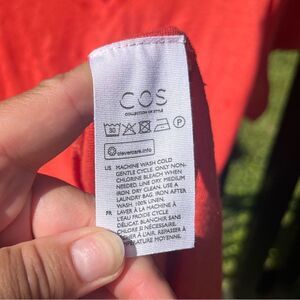 COS
COLLECTION OF STYLE
30
P
clevercare.info
US MACHINE WASH COLD
GENTLE CYCLE. ONLY NON-
CHLORINE BLEACH WHEN
NEEDED. LINE DRY. MEDIUM
IRON. DRY CLEAN. USE A
LAUNDRY BAG. IRON AFTER
WASH. 100% LINEN.
FR LAVER À LA MACHINE À
L'EAU FROIDE CYCLE
DÉLICAT. BLANCHIR SANS
CHLORE SI NÉCESSAIRE.
À L'AIR. REPASSER À
TEMPÉRATURE MOYENNE.